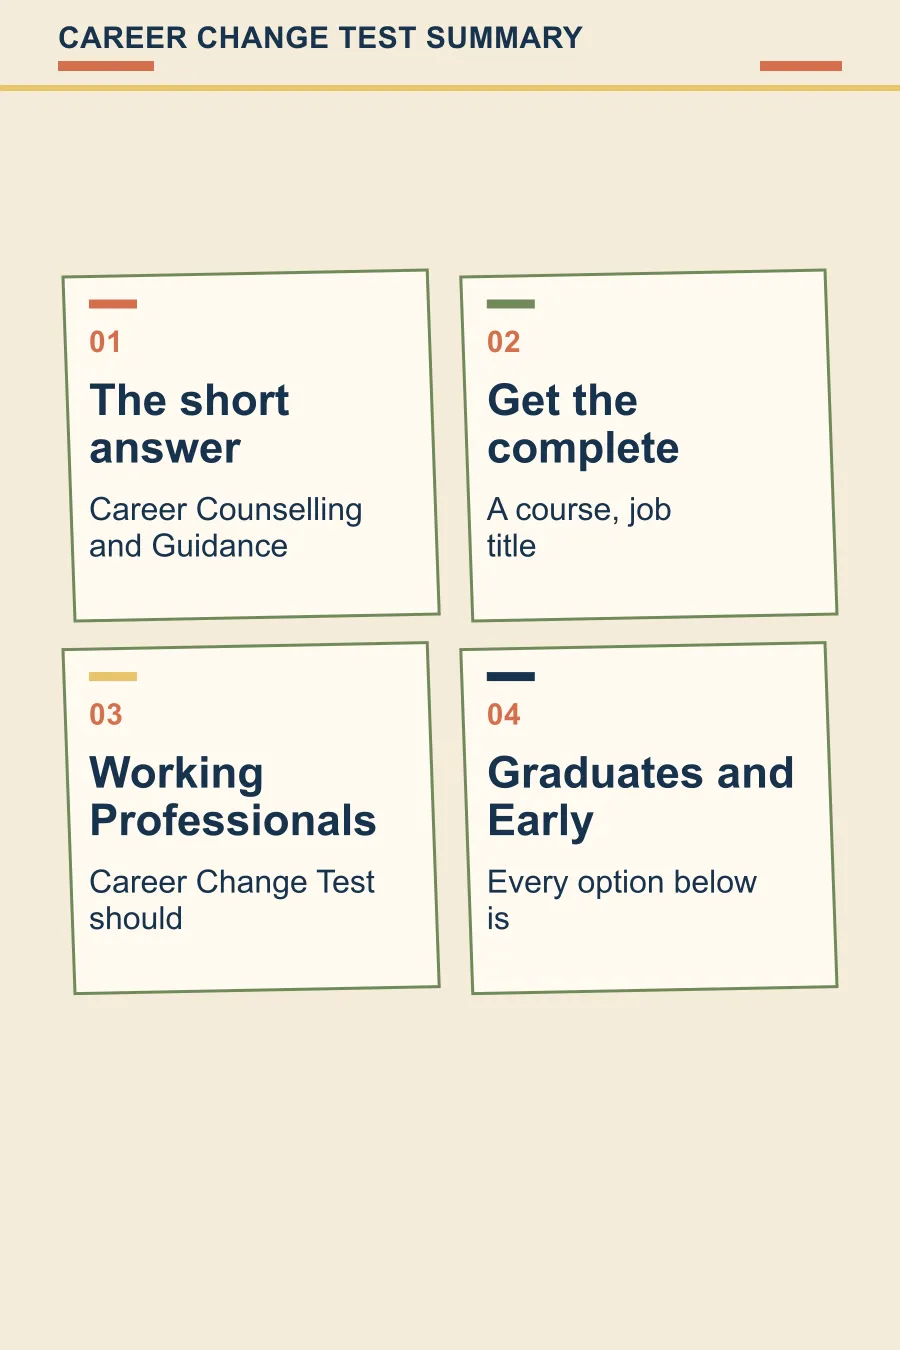 CAREER CHANGE TEST SUMMARY
01
The short
answer
Career Counselling
and Guidance
02
Get the
complete
A course, job
title
03
Working
Professionals
Career Change Test
should
04
Graduates and
Early
Every option below
is